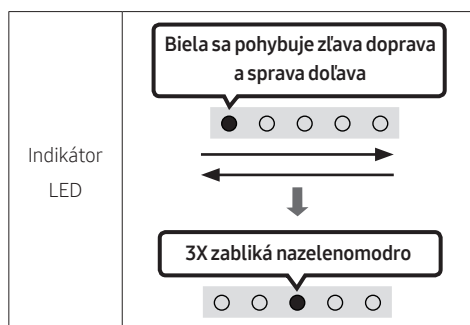 Biela sa pohybuje zľava doprava
a sprava doľava
Indikátor
LED
3X zabliká nazelenomodro